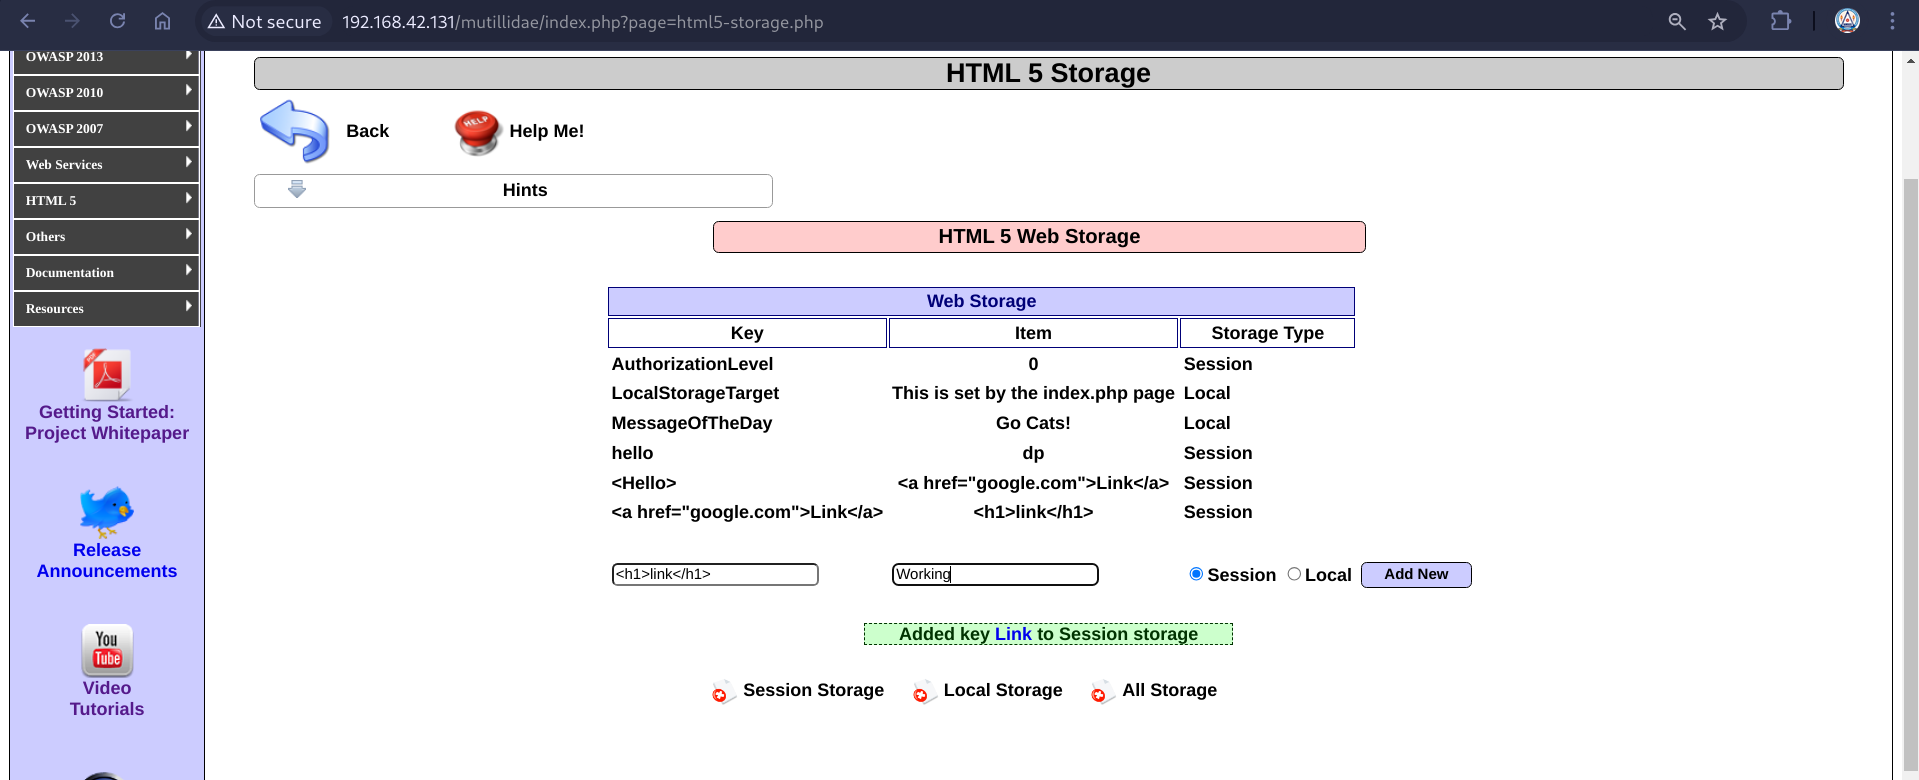 Not secure 192.168.42.131/mutillidae/index.php?page=html5-storage.php
OWASP 2013
OWASP 2010
OWASP 2007
Web Services
HTML 5
Others
Documentation
Resources
PDF
Getting Started:
Project Whitepaper
Release
Announcements
You
Tube
Video
Tutorials
HTML 5 Storage
Back
HELP
Help Me!
Hints
HTML 5 Web Storage
Web Storage
Key Item Storage Type
AuthorizationLevel 0 Session
LocalStorageTarget This is set by the index.php page Local
MessageOfTheDay Go Cats! Local
hello dp Session
<Hello> <a href="google.com">Link</a> Session
<a href="google.com">Link</a> <h1>link</h1> Session
<h1>link</h1> Working Session Local Add New
Added key Link to Session storage
Session Storage Local Storage All Storage